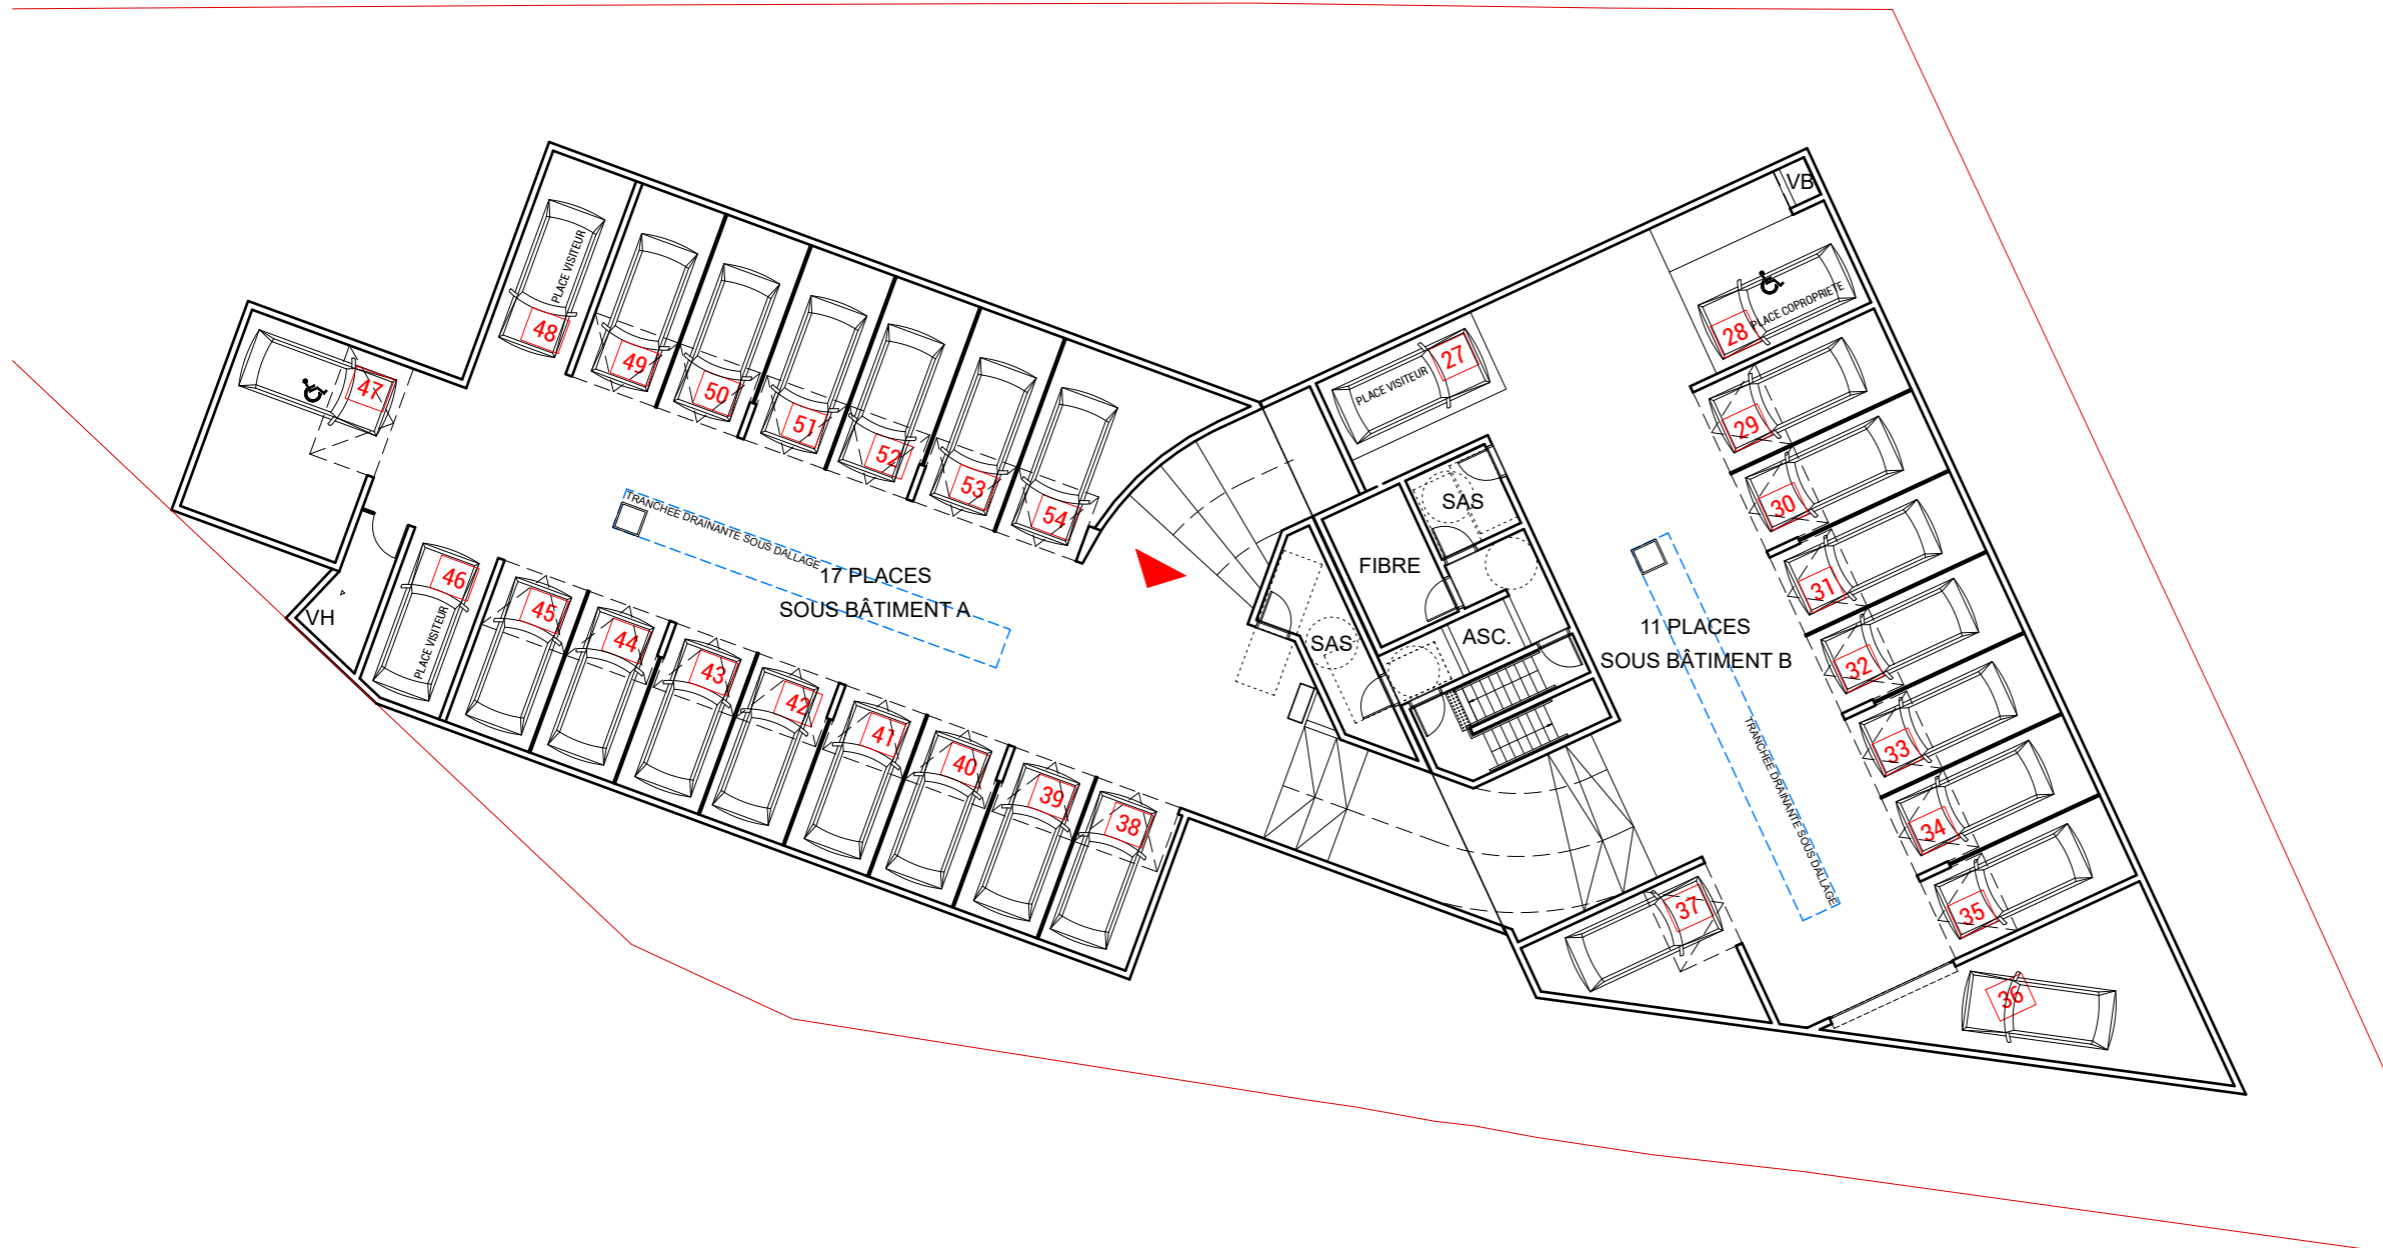 VB
PLACE VISITEUR
48
49
50
51
52
53
54
47
PLACE VISITEUR
27
28
PLACE COPROPRIETE
29
30
31
32
33
34
35
36
37
SAS
FIBRE
SAS
ASC.
11 PLACES
SOUS BÂTIMENT B
TRANCHEE DRAINANTE SOUS DALLAGE
TRANCHEE DRAINANTE SOUS DALLAGE
17 PLACES
SOUS BÂTIMENT A
VH
46
PLACE VISITEUR
45
44
43
42
41
40
39
38